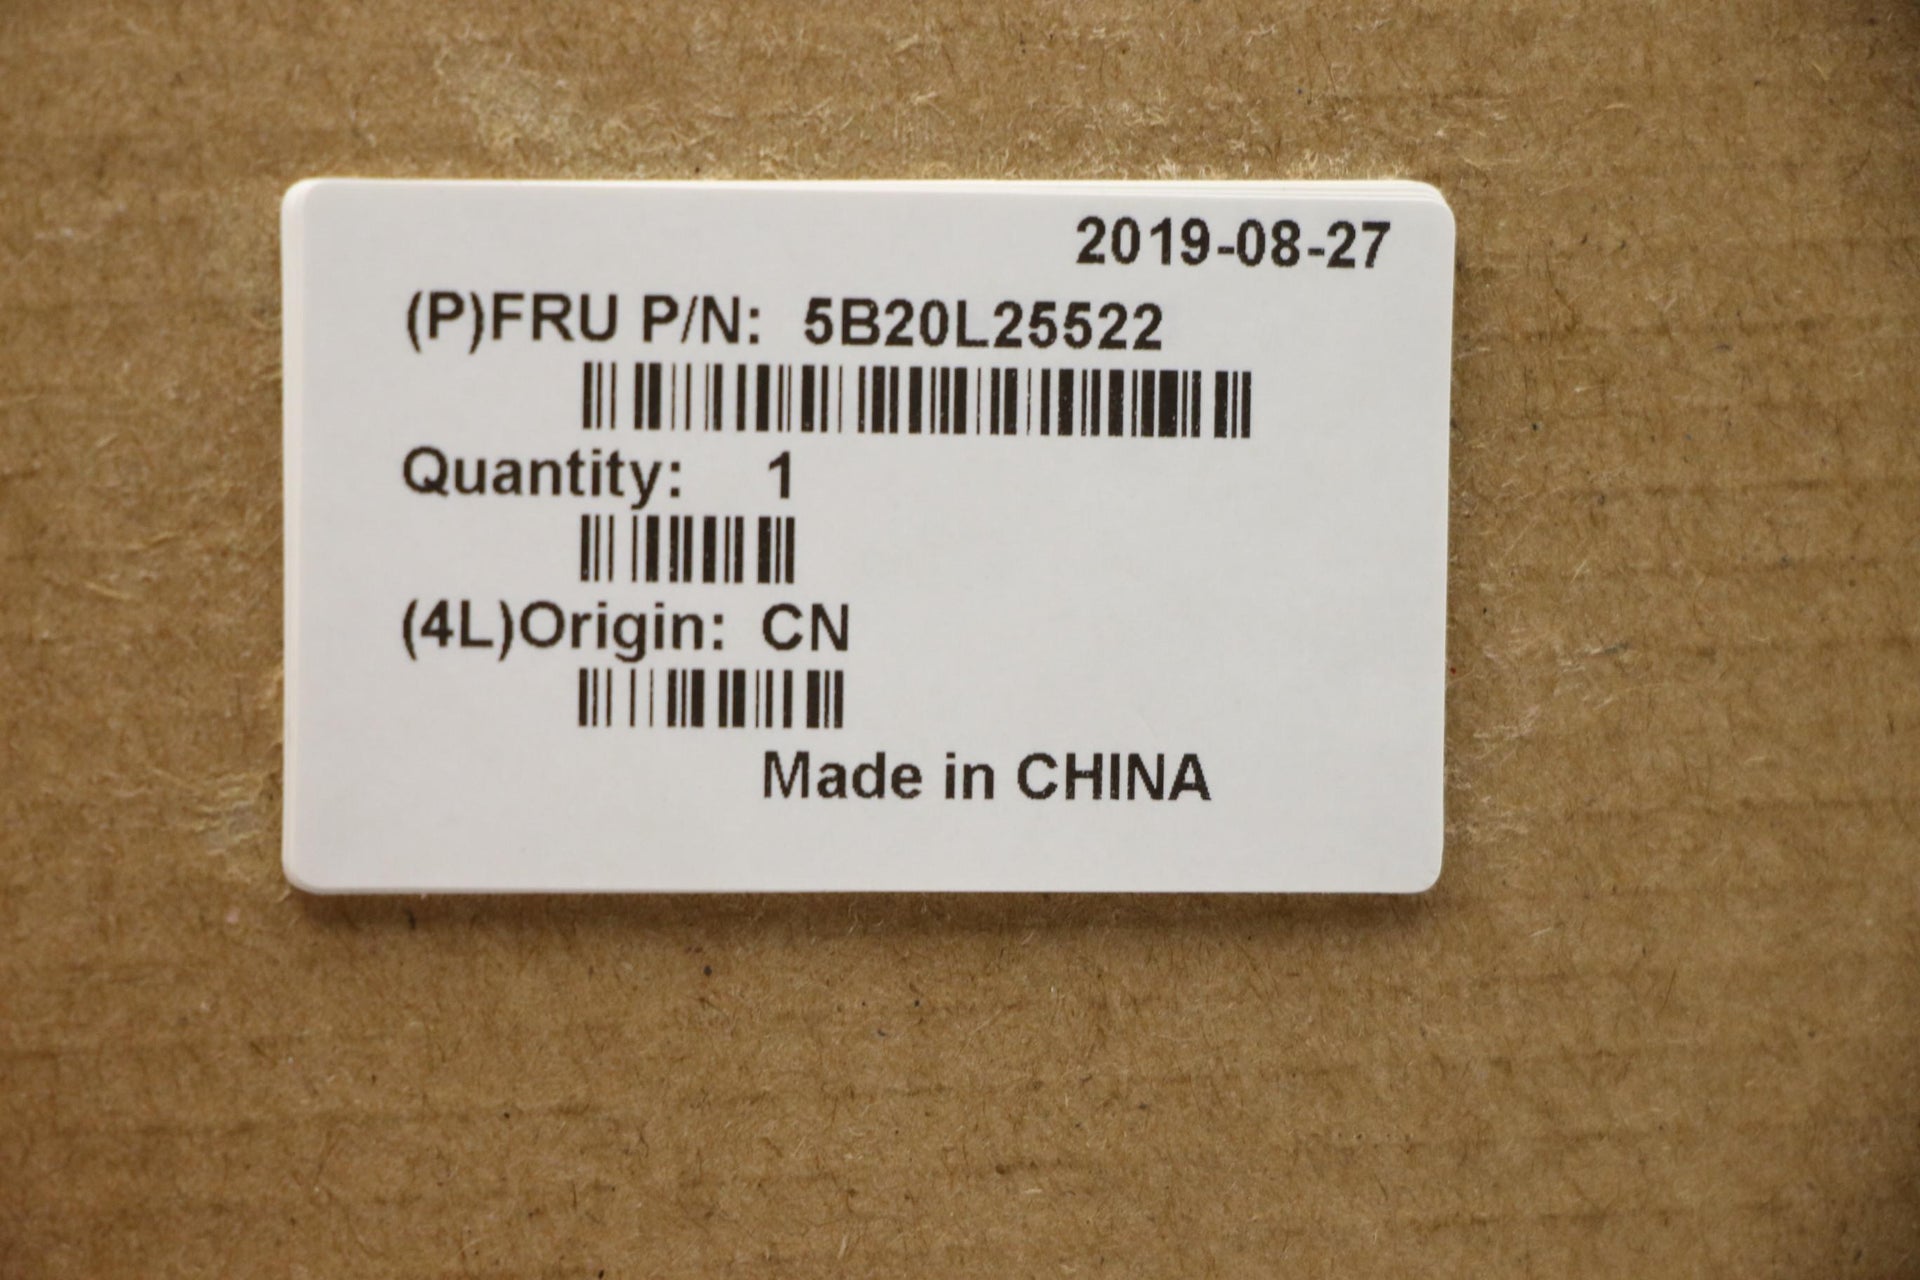 2019-08-27
(P)FRU P/N: 5B20L25522
Quantity: 1
(4L)Origin: CN
Made in CHINA